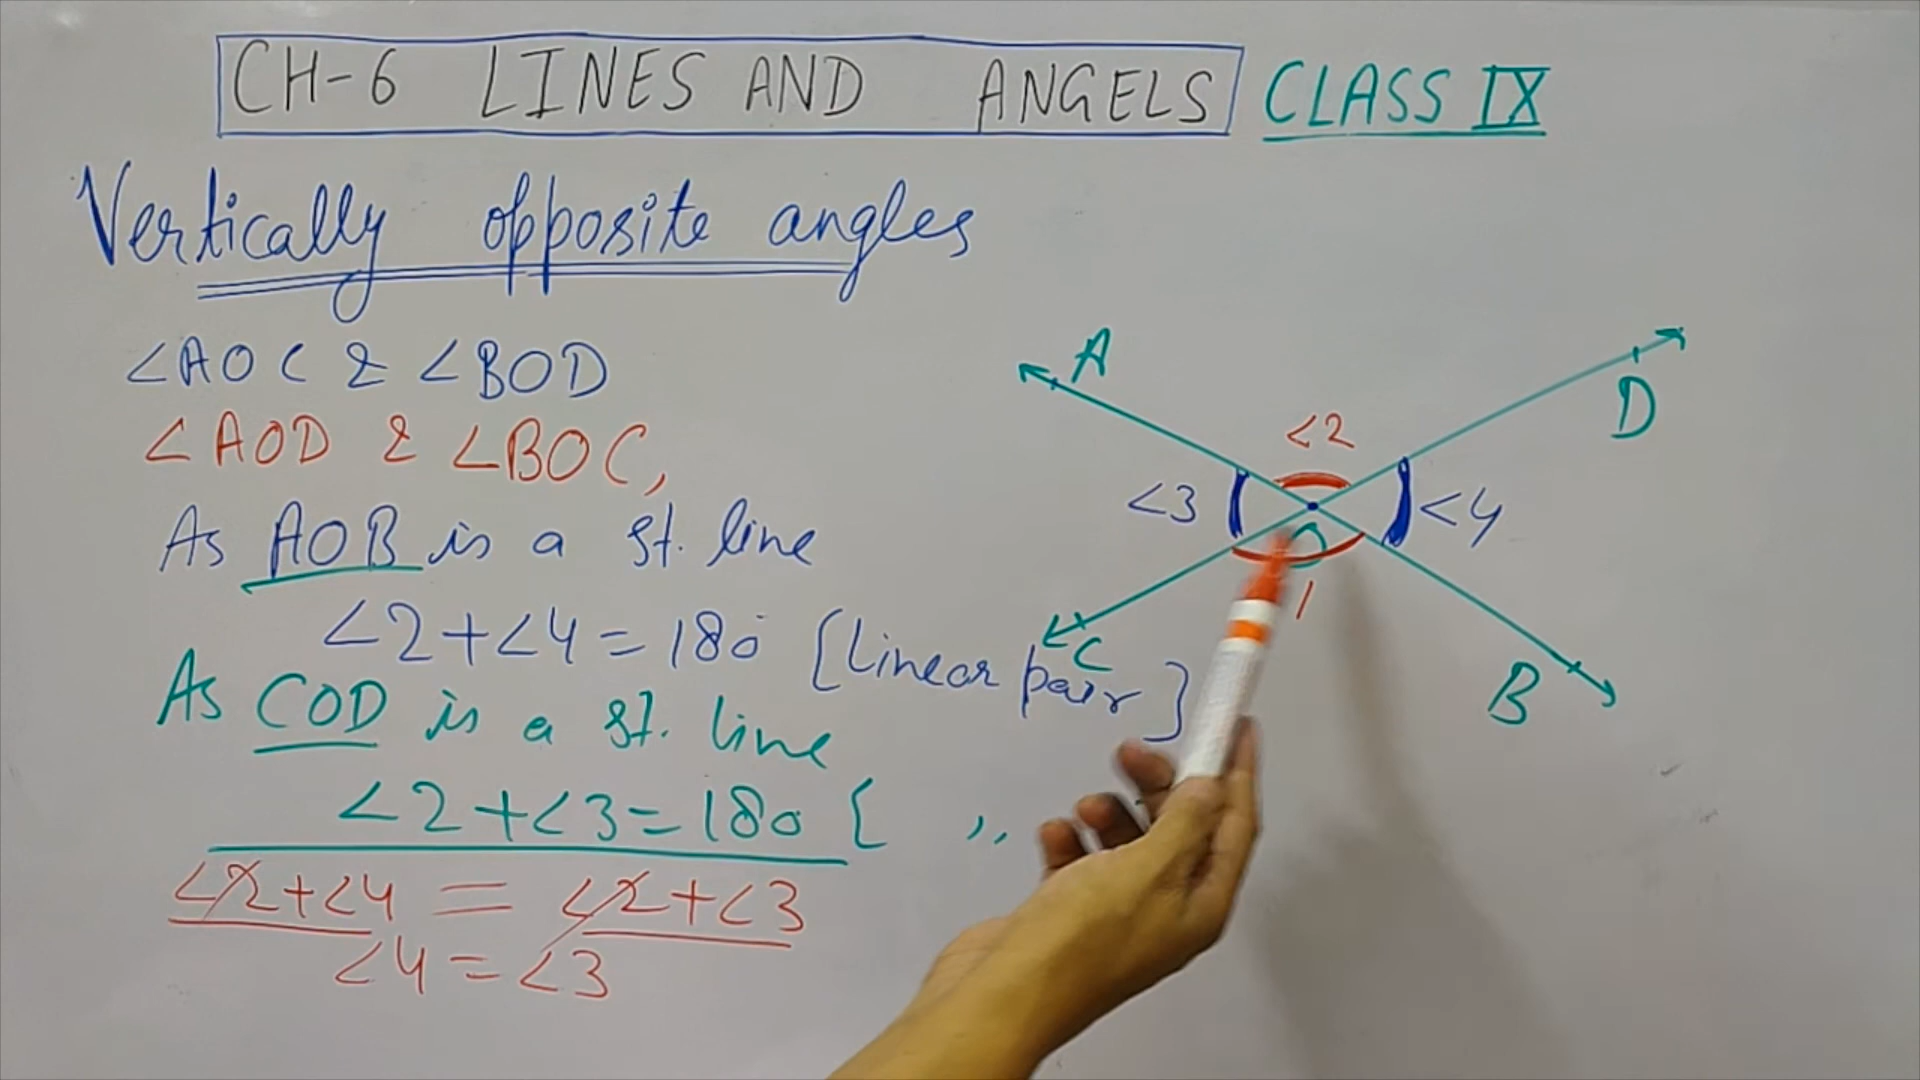 CH-6 LINES AND ANGELS CLASS IX
Vertically opposite angles
∠AOC & ∠BOD
∠AOD & ∠BOC,
As AOB is a st. line
∠2+∠4=180° [linear pair]
As COD is a st. line
∠2+∠3=180 [ ,,
∠2+∠4 = ∠2+∠3
∠4=∠3
A
D
∠2
∠3
∠4
1
C
B